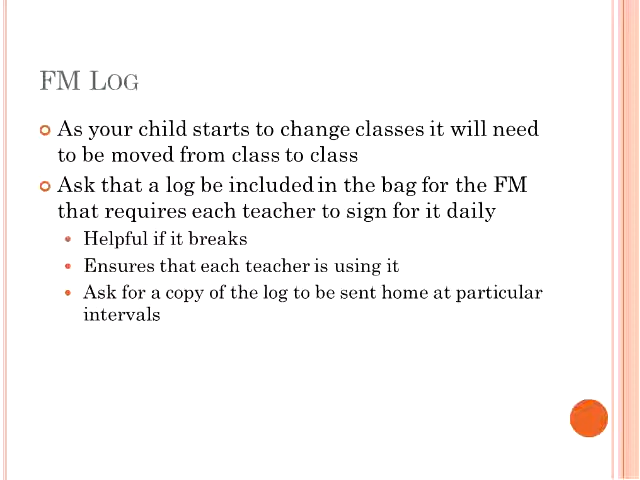 FM LOG
As your child starts to change classes it will need
to be moved from class to class
Ask that a log be included in the bag for the FM
that requires each teacher to sign for it daily
Helpful if it breaks
Ensures that each teacher is using it
Ask for a copy of the log to be sent home at particular
intervals